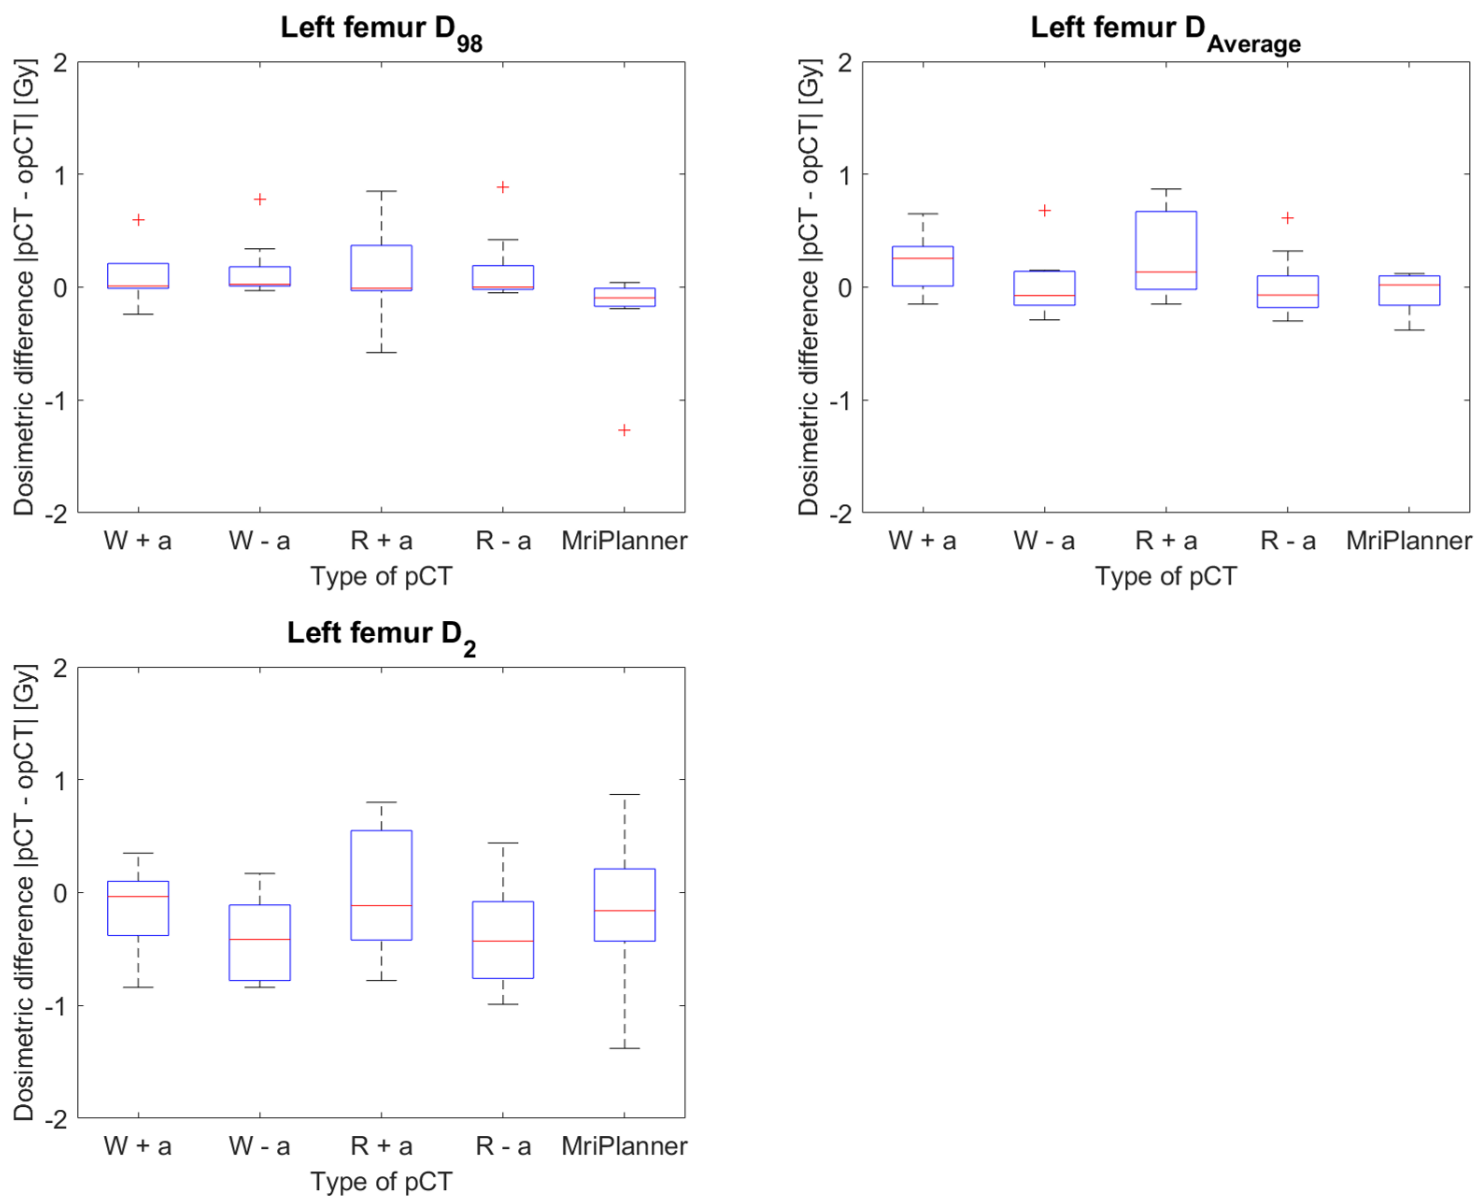 Left femur D98
Dosimetric difference |pCT - opCT| [Gy]
2
1
0
-1
-2
W + a W - a R + a R - a MriPlanner
Type of pCT
Left femur DAverage
Dosimetric difference |pCT - opCT| [Gy]
2
1
0
-1
-2
W + a W - a R + a R - a MriPlanner
Type of pCT
Left femur D2
Dosimetric difference |pCT - opCT| [Gy]
2
1
0
-1
-2
W + a W - a R + a R - a MriPlanner
Type of pCT